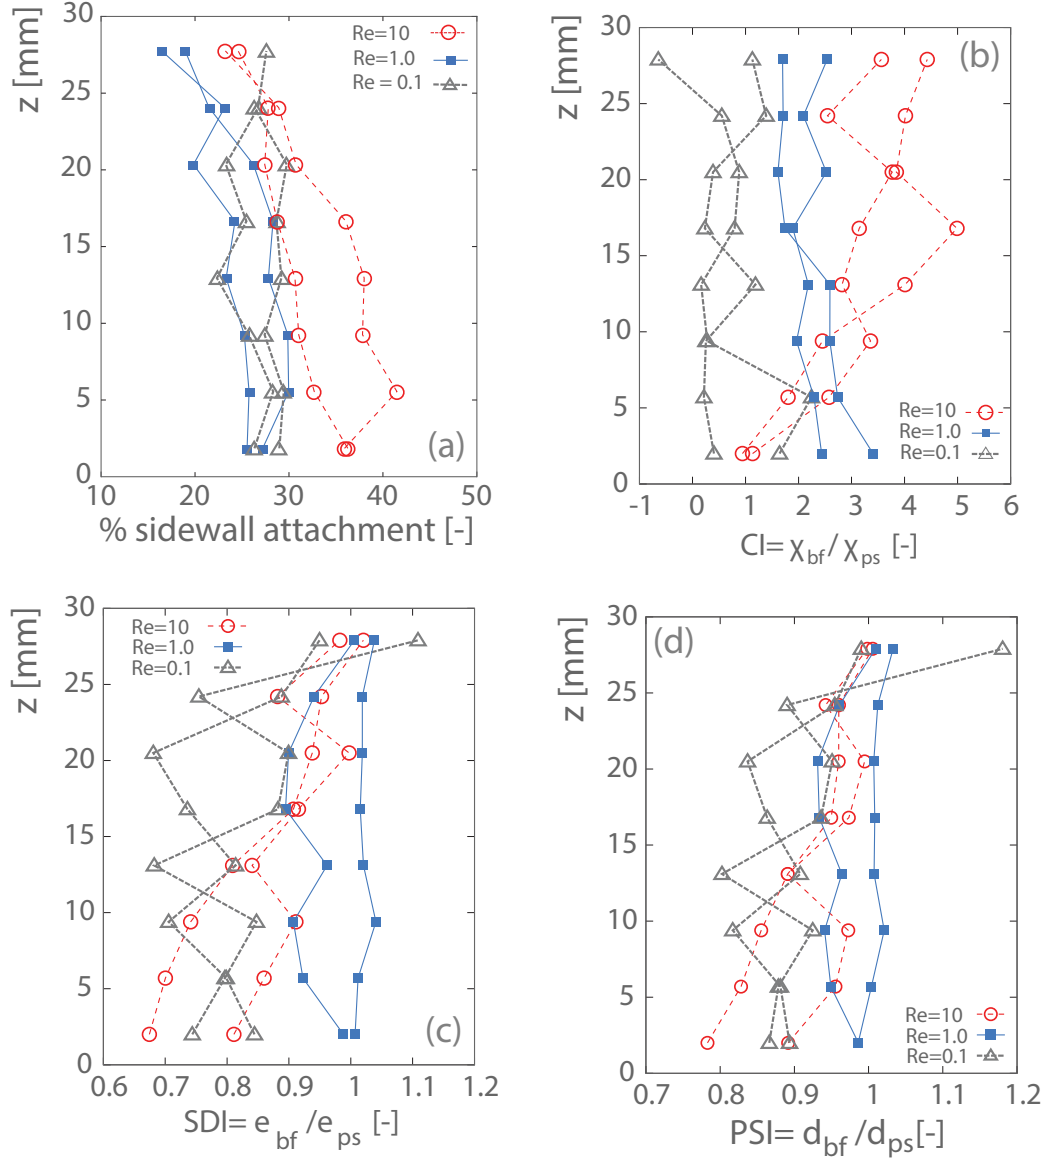 30
25
20
15
10
5
0
z [mm]
Re=10
Re=1.0
Re = 0.1
(a)
10 20 30 40 50
% sidewall attachment [-]
30
25
20
15
10
5
0
z [mm]
(b)
Re=10
Re=1.0
Re=0.1
-1 0 1 2 3 4 5 6
CI= χbf / χps [-]
30
25
20
15
10
5
0
z [mm]
Re=10
Re=1.0
Re=0.1
(c)
0.6 0.7 0.8 0.9 1 1.1 1.2
SDI= e bf /e ps [-]
30
25
20
15
10
5
0
z [mm]
(d)
Re=10
Re=1.0
Re=0.1
0.7 0.8 0.9 1 1.1 1.2
PSI= dbf /dps[-]